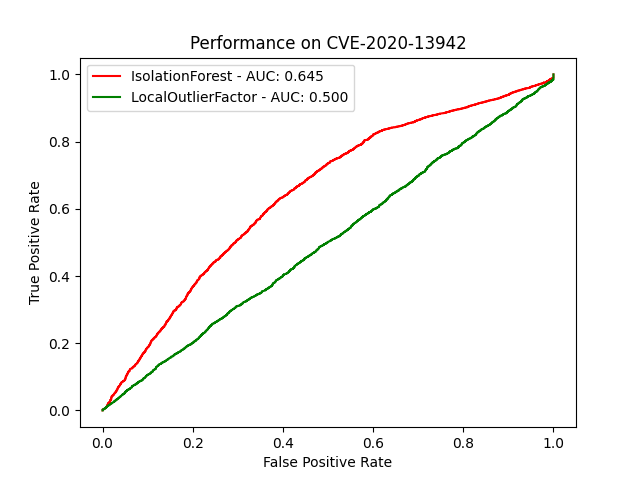 Performance on CVE-2020-13942
IsolationForest - AUC: 0.645
LocalOutlierFactor - AUC: 0.500
True Positive Rate
1.0
0.8
0.6
0.4
0.2
0.0
0.0 0.2 0.4 0.6 0.8 1.0
False Positive Rate